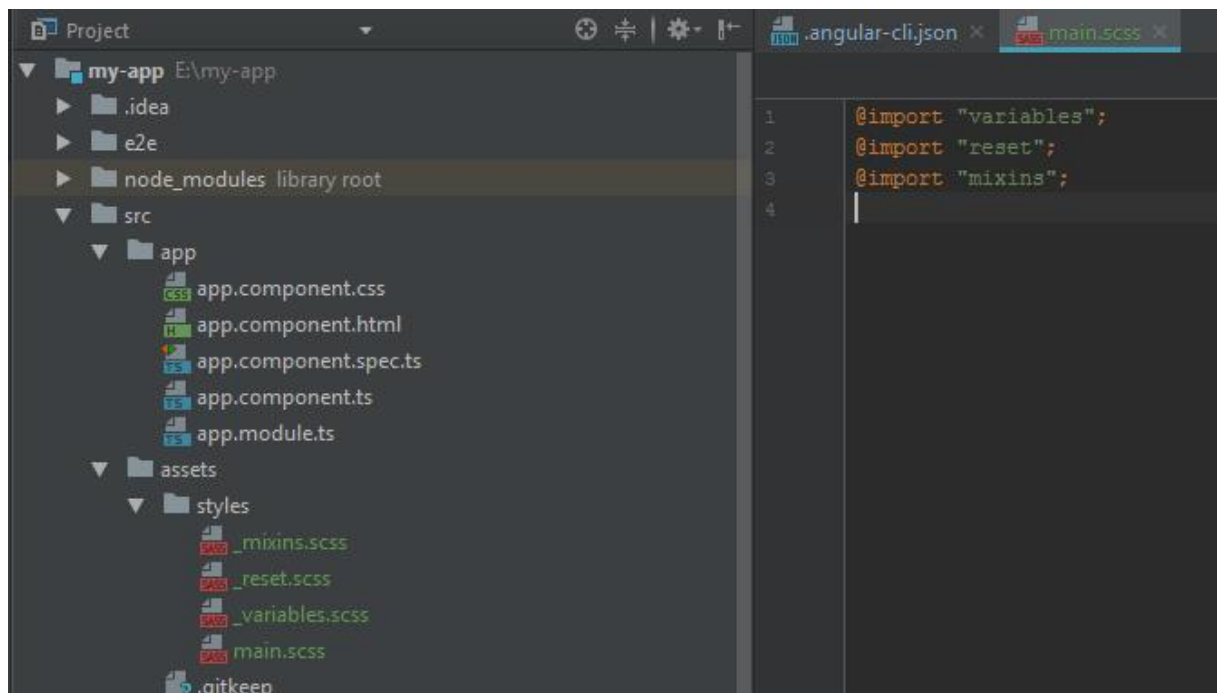 Project
my-app E:\my-app
.idea
e2e
node_modules library root
src
app
app.component.css
app.component.html
app.component.spec.ts
app.component.ts
app.module.ts
assets
styles
_mixins.scss
_reset.scss
_variables.scss
main.scss
.gitkeep
.angular-cli.json main.scss
1 @import "variables";
2 @import "reset";
3 @import "mixins";
4